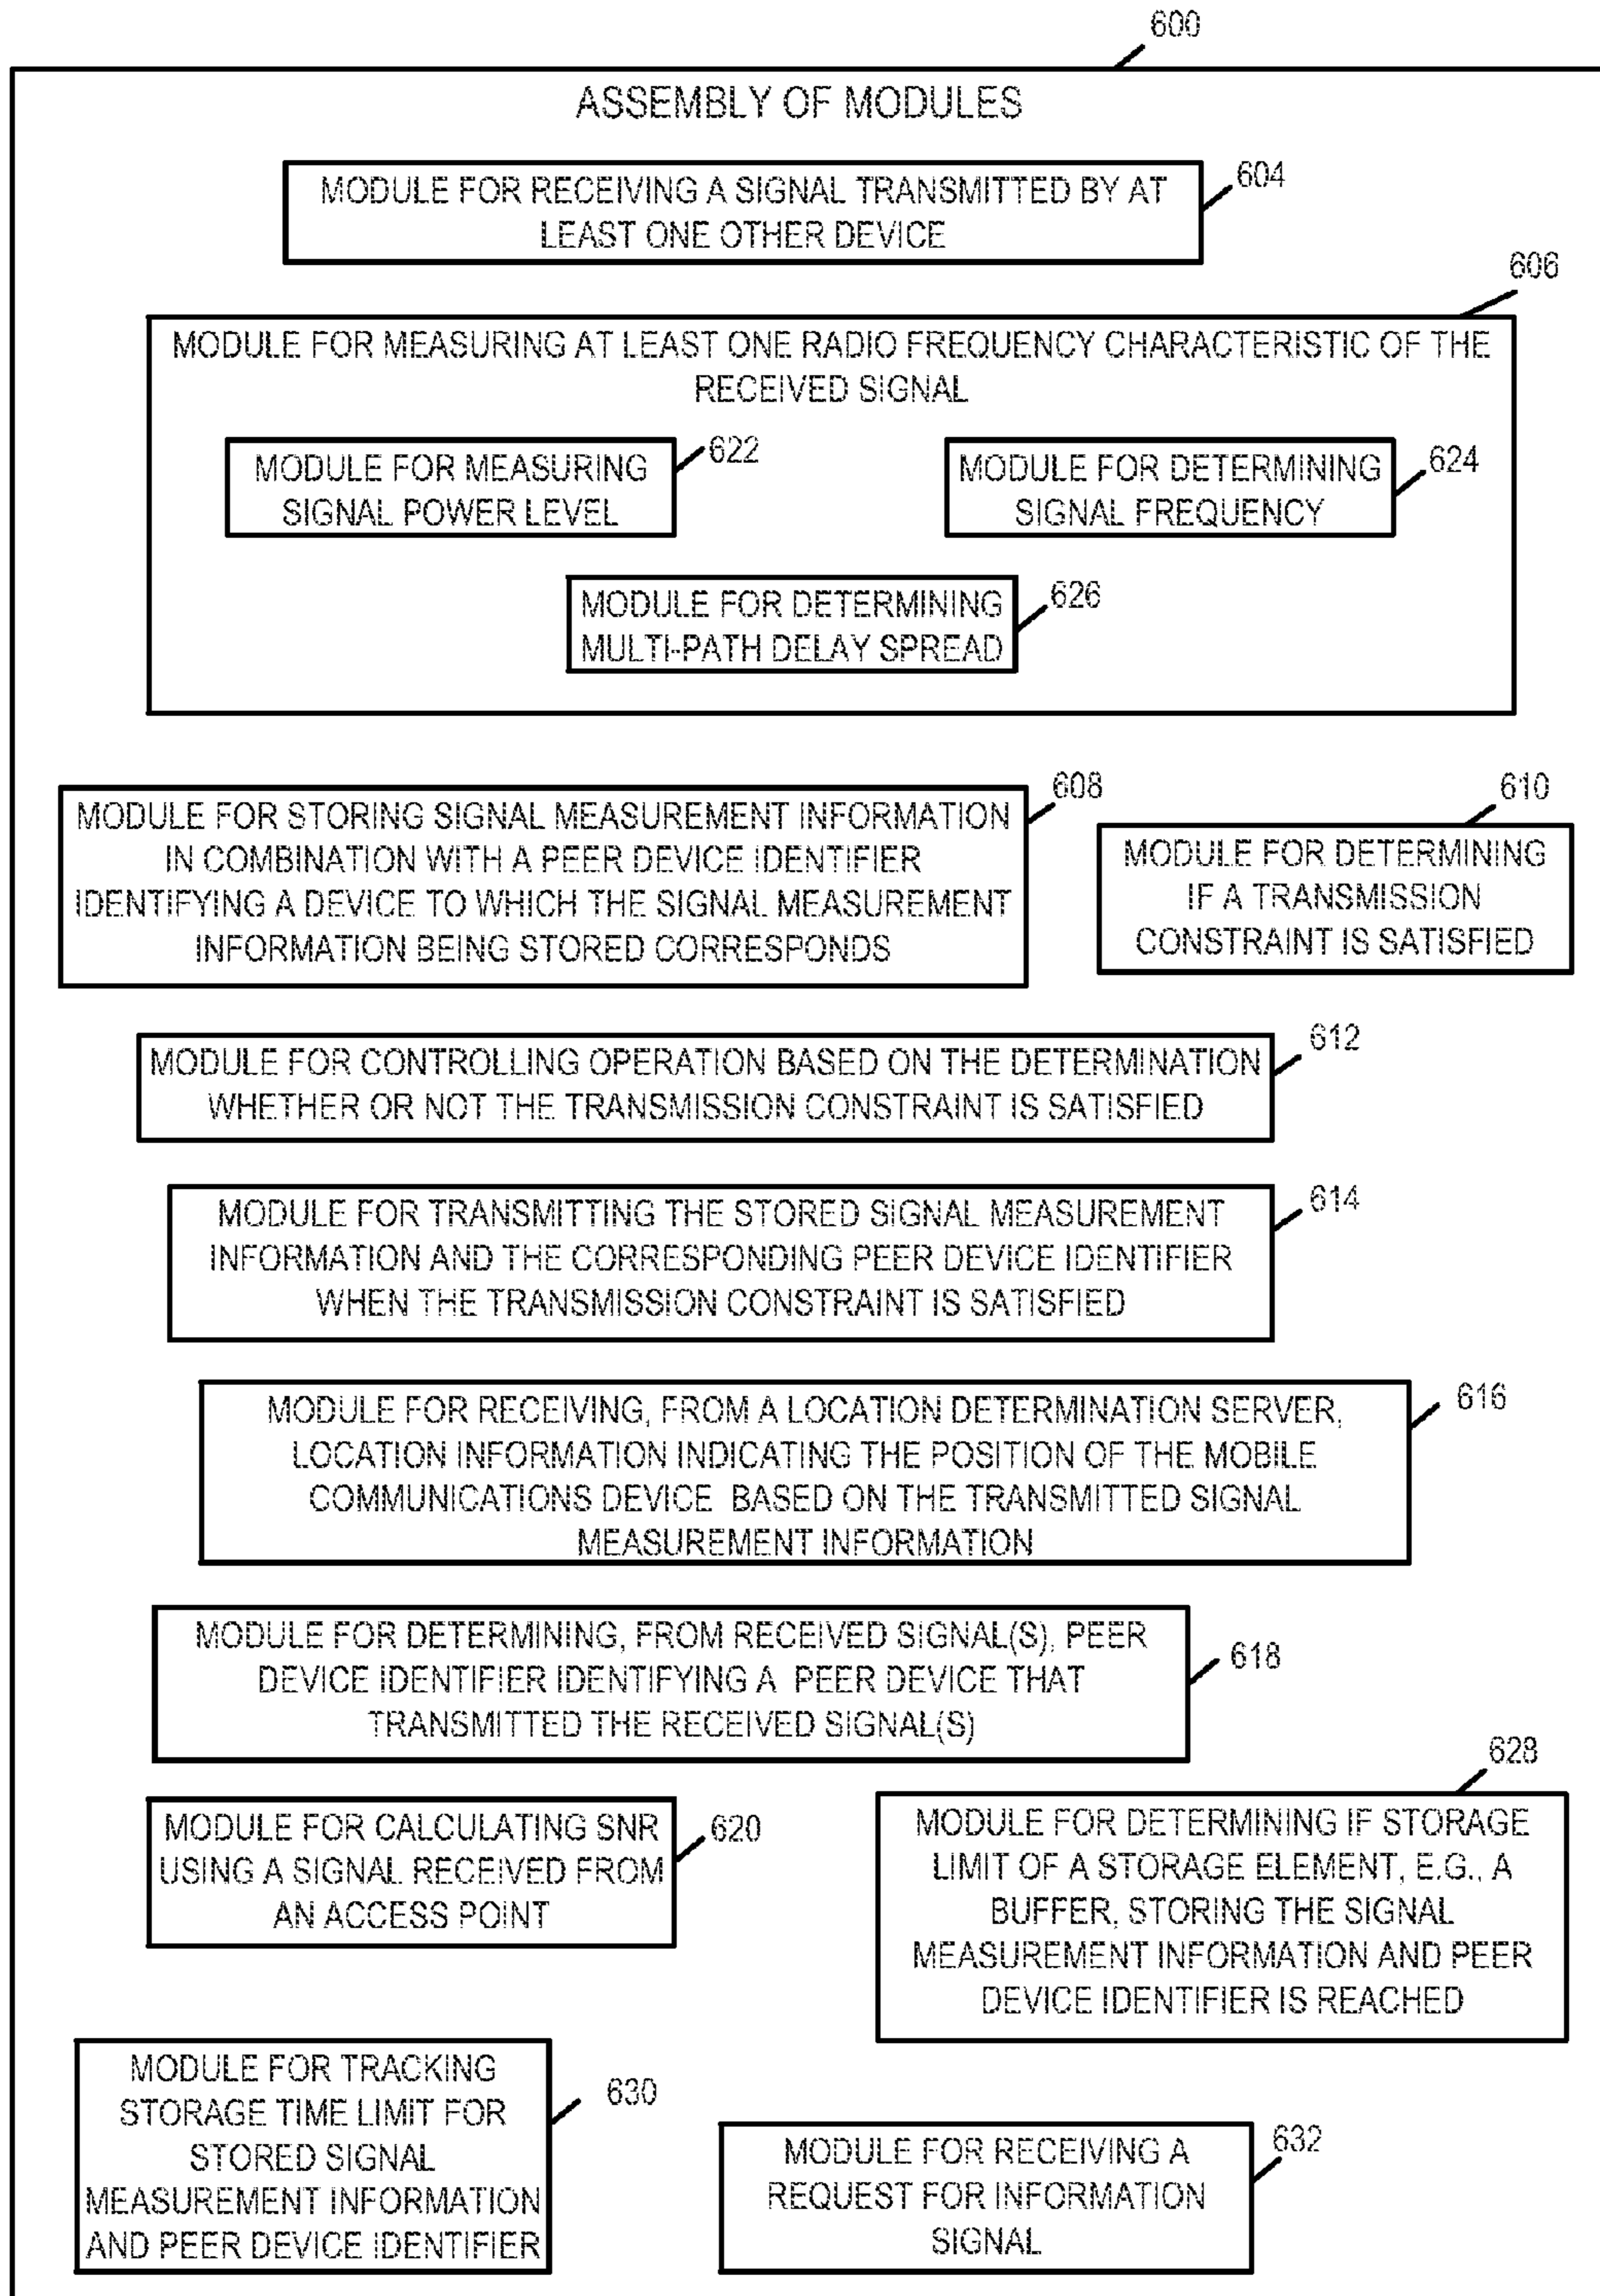 600
ASSEMBLY OF MODULES
MODULE FOR RECEIVING A SIGNAL TRANSMITTED BY AT
LEAST ONE OTHER DEVICE
604
606
MODULE FOR MEASURING AT LEAST ONE RADIO FREQUENCY CHARACTERISTIC OF THE
RECEIVED SIGNAL
MODULE FOR MEASURING
SIGNAL POWER LEVEL
622
MODULE FOR DETERMINING
SIGNAL FREQUENCY
624
MODULE FOR DETERMINING
MULTI-PATH DELAY SPREAD
626
MODULE FOR STORING SIGNAL MEASUREMENT INFORMATION
IN COMBINATION WITH A PEER DEVICE IDENTIFIER
IDENTIFYING A DEVICE TO WHICH THE SIGNAL MEASUREMENT
INFORMATION BEING STORED CORRESPONDS
608
610
MODULE FOR DETERMINING
IF A TRANSMISSION
CONSTRAINT IS SATISFIED
MODULE FOR CONTROLLING OPERATION BASED ON THE DETERMINATION
WHETHER OR NOT THE TRANSMISSION CONSTRAINT IS SATISFIED
612
MODULE FOR TRANSMITTING THE STORED SIGNAL MEASUREMENT
INFORMATION AND THE CORRESPONDING PEER DEVICE IDENTIFIER
WHEN THE TRANSMISSION CONSTRAINT IS SATISFIED
614
MODULE FOR RECEIVING, FROM A LOCATION DETERMINATION SERVER,
LOCATION INFORMATION INDICATING THE POSITION OF THE MOBILE
COMMUNICATIONS DEVICE BASED ON THE TRANSMITTED SIGNAL
MEASUREMENT INFORMATION
616
MODULE FOR DETERMINING, FROM RECEIVED SIGNAL(S), PEER
DEVICE IDENTIFIER IDENTIFYING A PEER DEVICE THAT
TRANSMITTED THE RECEIVED SIGNAL(S)
618
MODULE FOR CALCULATING SNR
USING A SIGNAL RECEIVED FROM
AN ACCESS POINT
620
628
MODULE FOR DETERMINING IF STORAGE
LIMIT OF A STORAGE ELEMENT, E.G., A
BUFFER, STORING THE SIGNAL
MEASUREMENT INFORMATION AND PEER
DEVICE IDENTIFIER IS REACHED
MODULE FOR TRACKING
STORAGE TIME LIMIT FOR
STORED SIGNAL
MEASUREMENT INFORMATION
AND PEER DEVICE IDENTIFIER
630
MODULE FOR RECEIVING A
REQUEST FOR INFORMATION
SIGNAL
632